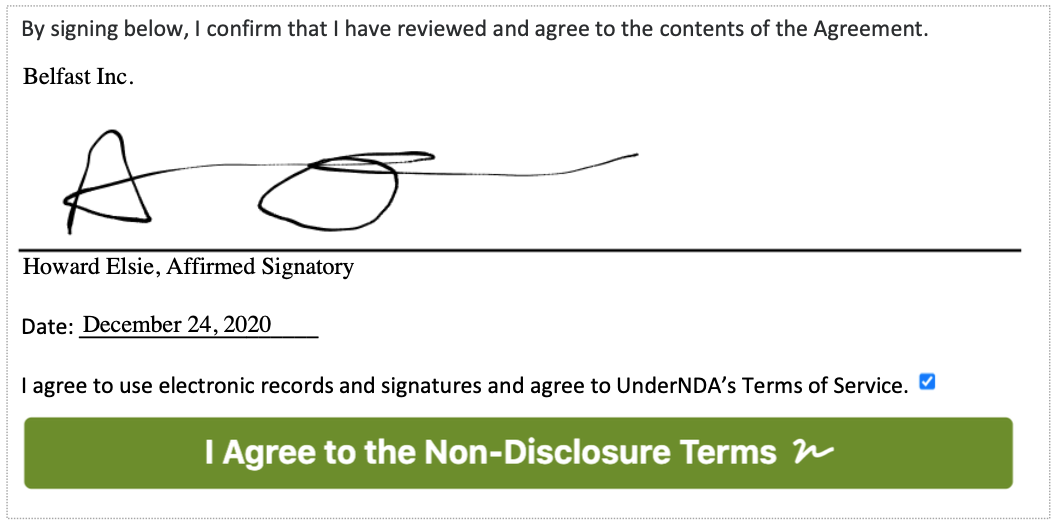 By signing below, I confirm that I have reviewed and agree to the contents of the Agreement.
Belfast Inc.
Howard Elsie, Affirmed Signatory
Date: December 24, 2020
I agree to use electronic records and signatures and agree to UnderNDA’s Terms of Service.
I Agree to the Non-Disclosure Terms